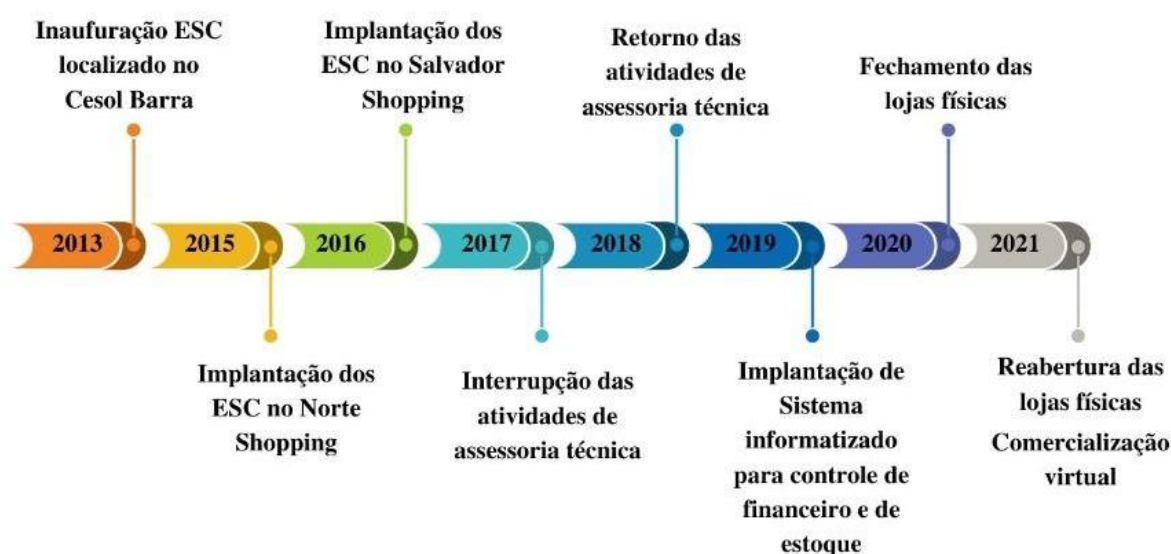 Inaufuração ESC
localizado no
Cesol Barra
Implantação dos
ESC no Salvador
Shopping
Retorno das
atividades de
assessoria técnica
Fechamento das
lojas físicas
2013
2015
2016
2017
2018
2019
2020
2021
Implantação dos
ESC no Norte
Shopping
Interrupção das
atividades de
assessoria técnica
Implantação de
Sistema
informatizado
para controle de
financeiro e de
estoque
Reabertura das
lojas físicas
Comercialização
virtual